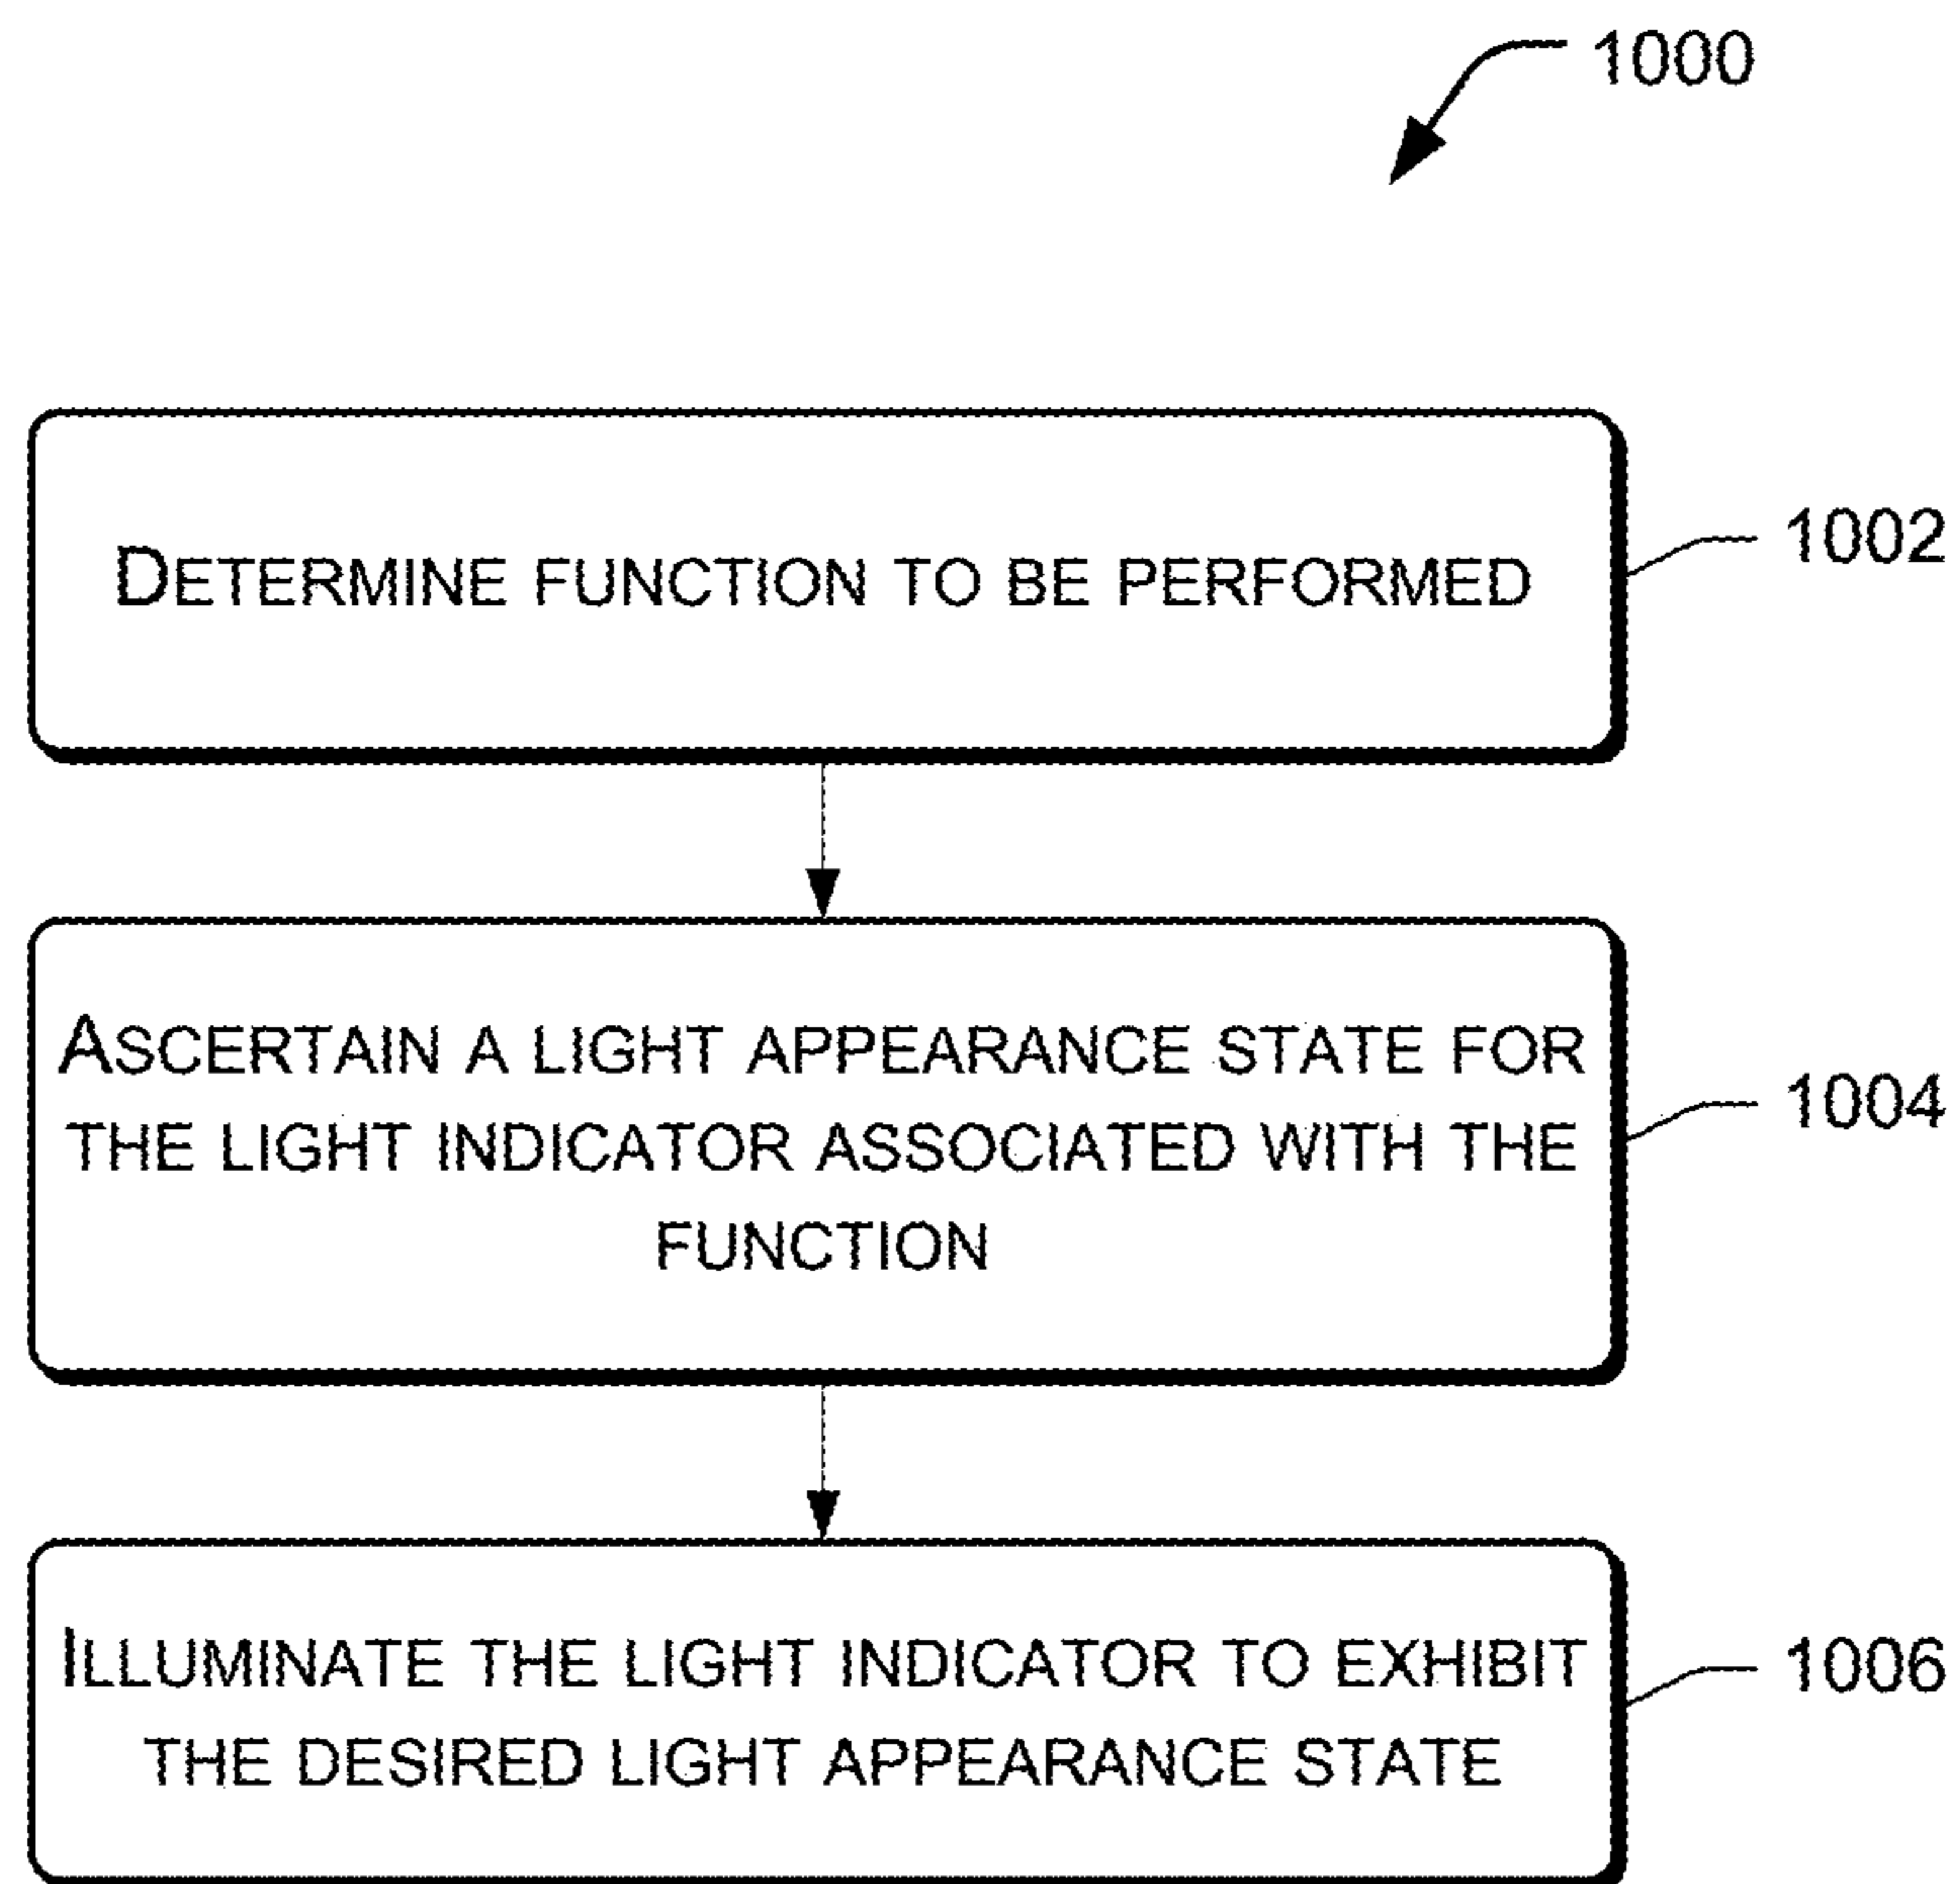 1000
DETERMINE FUNCTION TO BE PERFORMED
1002
ASCERTAIN A LIGHT APPEARANCE STATE FOR
THE LIGHT INDICATOR ASSOCIATED WITH THE
FUNCTION
1004
ILLUMINATE THE LIGHT INDICATOR TO EXHIBIT
THE DESIRED LIGHT APPEARANCE STATE
1006